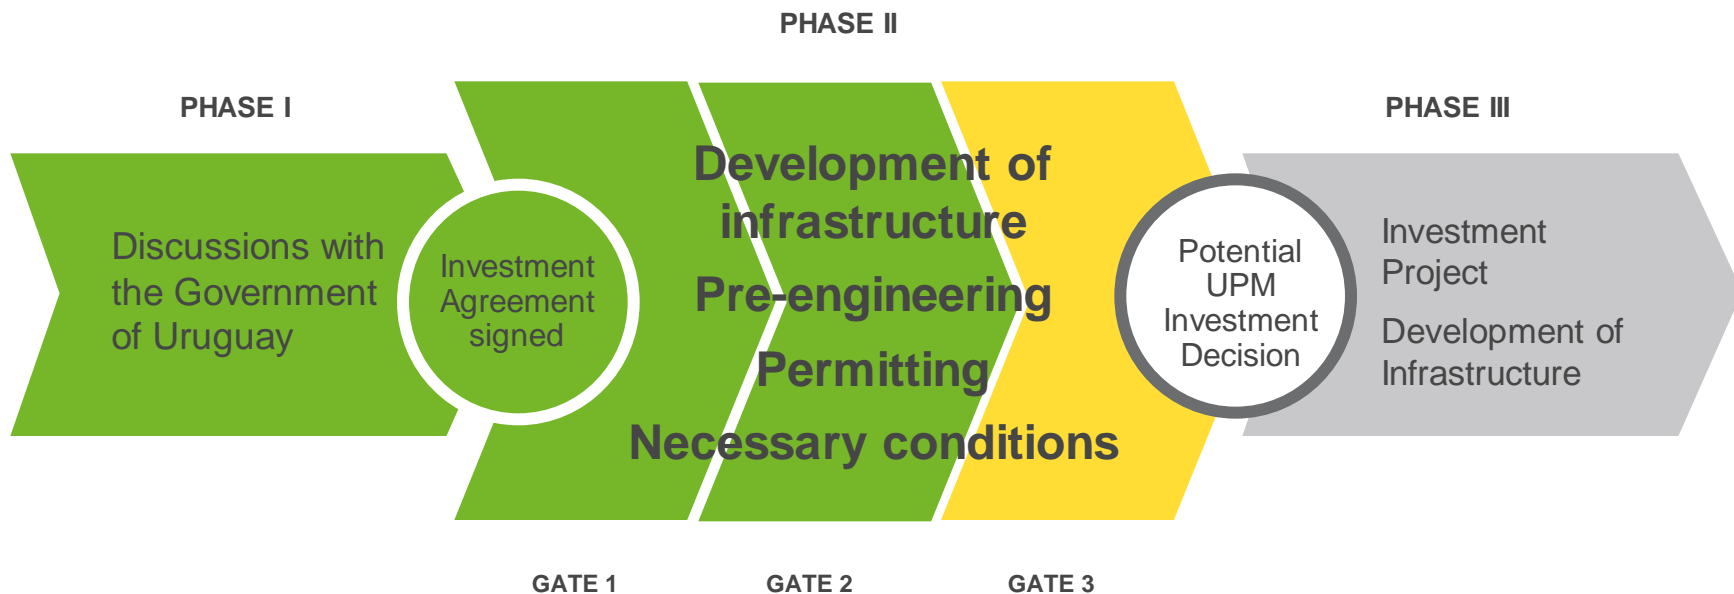 PHASE II
PHASE I
PHASE III
Discussions with
the Government
of Uruguay
Investment
Agreement
signed
Development of
infrastructure
Pre-engineering
Permitting
Necessary conditions
Potential
UPM
Investment
Decision
Investment
Project
Development of
Infrastructure
GATE 1
GATE 2
GATE 3